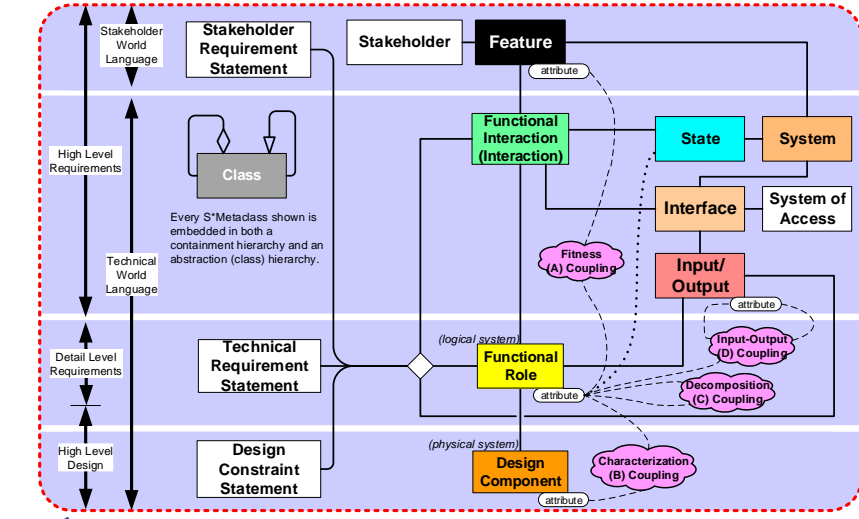 Stakeholder
World
Language
High Level
Requirements
Technical
World
Language
Detail Level
Requirements
High Level
Design
Stakeholder
Requirement
Statement
Stakeholder
Feature
attribute
Class
Every S*Metaclass shown is
embedded in both a
containment hierarchy and an
abstraction (class) hierarchy.
Functional
Interaction
(Interaction)
State
System
Interface
System of
Access
Fitness
(A) Coupling
Input/
Output
attribute
Technical
Requirement
Statement
(logical system)
Functional
Role
attribute
Input-Output
(D) Coupling
Decomposition
(C) Coupling
Design
Constraint
Statement
(physical system)
Design
Component
attribute
Characterization
(B) Coupling